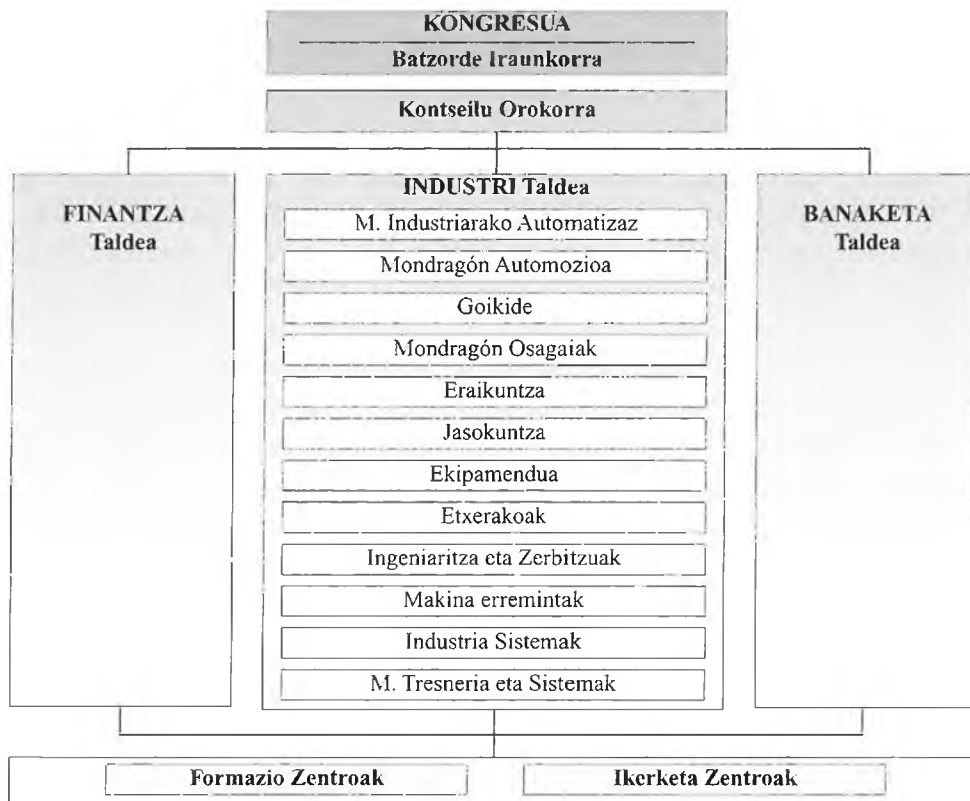 KONGRESUA
Batzorde Iraunkorra
Kontseilu Orokorra
FINANTZA
Taldea
INDUSTRI Taldea
M. Industriarako Automatizaz
Mondragón Automozioa
Goikide
Mondragón Osagaiak
Eraikuntza
Jasokuntza
Ekipamendua
Etxerakoak
Ingeniaritza eta Zerbitzuak
Makina erremintak
Industria Sistemak
M. Tresneria eta Sistemak
BANAKETA
Taldea
Formazio Zentroak
Ikerketa Zentroak